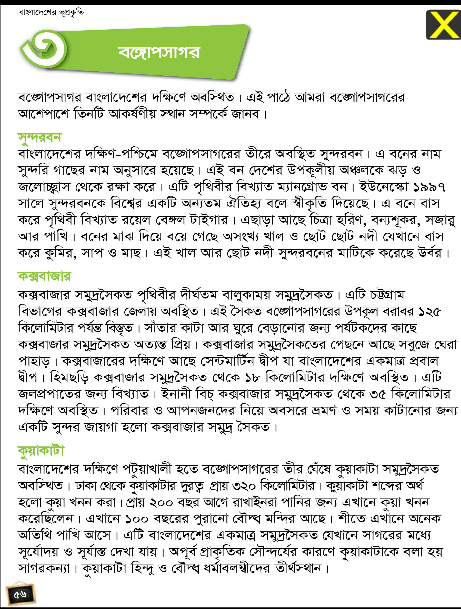 বাংলাদেশের ভূপ্রকৃতি
৩
বঙ্গোপসাগর
বঙ্গোপসাগর বাংলাদেশের দক্ষিণে অবস্থিত। এই পাঠে আমরা বঙ্গোপসাগরের
আশেপাশে তিনটি আকর্ষণীয় স্থান সম্পর্কে জানব।
সুন্দরবন
বাংলাদেশের দক্ষিণ-পশ্চিমে বঙ্গোপসাগরের তীরে অবস্থিত সুন্দরবন। এ বনের নাম
সুন্দরি গাছের নাম অনুসারে হয়েছে। এই বন দেশের উপকূলীয় অঞ্চলকে ঝড় ও
জলোচ্ছ্বাস থেকে রক্ষা করে। এটি পৃথিবীর বিখ্যাত ম্যানগ্রোভ বন। ইউনেস্কো ১৯৯৭
সালে সুন্দরবনকে বিশ্বের একটি অন্যতম ঐতিহ্য বলে স্বীকৃতি দিয়েছে। এ বনে বাস
করে পৃথিবী বিখ্যাত রয়েল বেঙ্গল টাইগার। এছাড়া আছে চিত্রা হরিণ, বন্যশূকর, সজারু
আর পাখি। বনের মাঝ দিয়ে বয়ে গেছে অসংখ্য খাল ও ছোট ছোট নদী যেখানে বাস
করে কুমির, সাপ ও মাছ। এই খাল আর ছোট নদী সুন্দরবনের মাটিকে করেছে উর্বর।
কক্সবাজার
কক্সবাজার সমুদ্রসৈকত পৃথিবীর দীর্ঘতম বালুকাময় সমুদ্রসৈকত। এটি চট্টগ্রাম
বিভাগের কক্সবাজার জেলায় অবস্থিত। এই সৈকত বঙ্গোপসাগরের উপকূল বরাবর ১২৫
কিলোমিটার পর্যন্ত বিস্তৃত। সাঁতার কাটা আর ঘুরে বেড়ানোর জন্য পর্যটকদের কাছে
কক্সবাজার সমুদ্রসৈকত অত্যন্ত প্রিয়। কক্সবাজার সমুদ্রসৈকতের পেছনে আছে সবুজে ঘেরা
পাহাড়। কক্সবাজারের দক্ষিণে আছে সেন্টমার্টিন দ্বীপ যা বাংলাদেশের একমাত্র প্রবাল
দ্বীপ। হিমছড়ি কক্সবাজার সমুদ্রসৈকত থেকে ১৮ কিলোমিটার দক্ষিণে অবস্থিত। এটি
জলপ্রপাতের জন্য বিখ্যাত। ইনানী বিচ কক্সবাজার সমুদ্রসৈকত থেকে ৩৫ কিলোমিটার
দক্ষিণে অবস্থিত। পরিবার ও আপনজনদের নিয়ে অবসরে ভ্রমণ ও সময় কাটানোর জন্য
একটি সুন্দর জায়গা হলো কক্সবাজার সমুদ্র সৈকত।
কুয়াকাটা
বাংলাদেশের দক্ষিণে পটুয়াখালী হতে বঙ্গোপসাগরের তীর ঘেঁষে কুয়াকাটা সমুদ্রসৈকত
অবস্থিত। ঢাকা থেকে কুয়াকাটার দূরত্ব প্রায় ৩২০ কিলোমিটার। কুয়াকাটা শব্দের অর্থ
হলো কুয়া খনন করা। প্রায় ২০০ বছর আগে রাখাইনরা পানির জন্য এখানে কুয়া খনন
করেছিলেন। এখানে ১০০ বছরের পুরানো বৌদ্ধ মন্দির আছে। শীতে এখানে অনেক
অতিথি পাখি আসে। এটি বাংলাদেশের একমাত্র সমুদ্রসৈকত যেখানে সাগরের মধ্যে
সূর্যোদয় ও সূর্যাস্ত দেখা যায়। অপূর্ব প্রাকৃতিক সৌন্দর্যের কারণে কুয়াকাটাকে বলা হয়
সাগরকন্যা। কুয়াকাটা হিন্দু ও বৌদ্ধ ধর্মাবলম্বীদের তীর্থস্থান।
৫৬